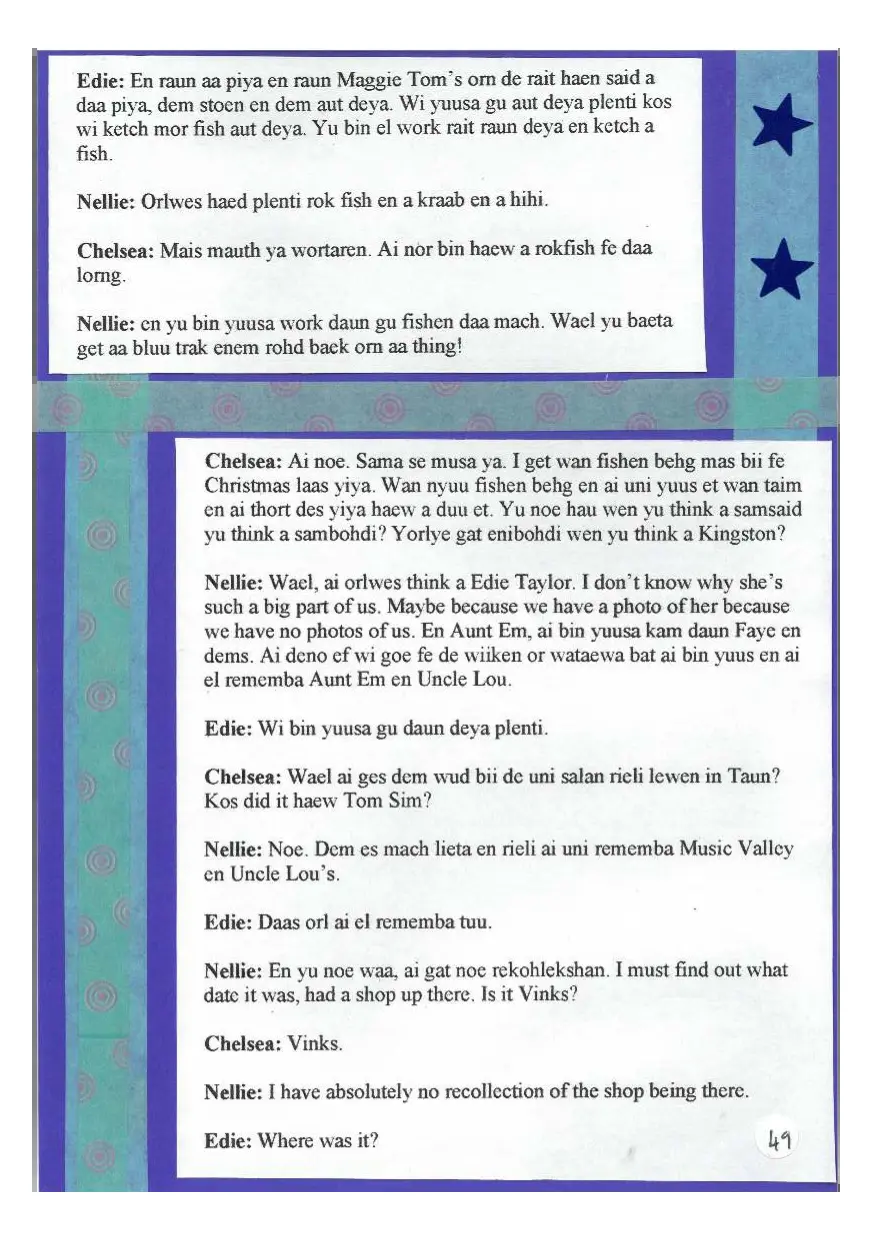 Edie: En raun aa piya en raun Maggie Tom's orn de rait haen said a
daa piya, dem stoen en dem aut deya. Wi yuusa gu aut deya plenti kos
wi ketch mor fish aut deya. Yu bin el work rait raun deya en ketch a
fish.
Nellie: Orlwes haed plenti rok fish en a kraab en a hihi.
Chelsea: Mais mauth ya wortaren. Ai nor bin haew a rokfish fe daa
lorng.
Nellie: en yu bin yuusa work daun gu fishen daa mach. Wael yu baeta
get aa bluu trak enem rohd baek orn aa thing!
Chelsea: Ai noe. Sama se musa ya. I get wan fishen behg mas bii fe
Christmas laas yiya. Wan nyuu fishen behg en ai uni yuus et wan taim
en ai thort des yiya haew a duu et. Yu noe hau wen yu think a samsaid
yu think a sambohdi? Yorlye gat enibohdi wen yu think a Kingston?
Nellie: Wael, ai orlwes think a Edie Taylor. I don't know why she's
such a big part of us. Maybe because we have a photo of her because
we have no photos of us. En Aunt Em, ai bin yuusa kam daun Faye en
dems. Ai deno ef wi goe fe de wiiken or wataewa bat ai bin yuus en ai
el rememba Aunt Em en Uncle Lou.
Edie: Wi bin yuusa gu daun deya plenti.
Chelsea: Wael ai ges dem wud bii de uni salan rieli lewen in Taun?
Kos did it haew Tom Sim?
Nellie: Noe. Dem es mach lieta en rieli ai uni rememba Music Valley
en Uncle Lou's.
Edie: Daas orl ai el rememba tuu.
Nellie: En yu noe waa, ai gat noe rekohlekshan. I must find out what
date it was, had a shop up there. Is it Vinks?
Chelsea: Vinks.
Nellie: I have absolutely no recollection of the shop being there.
Edie: Where was it?
49